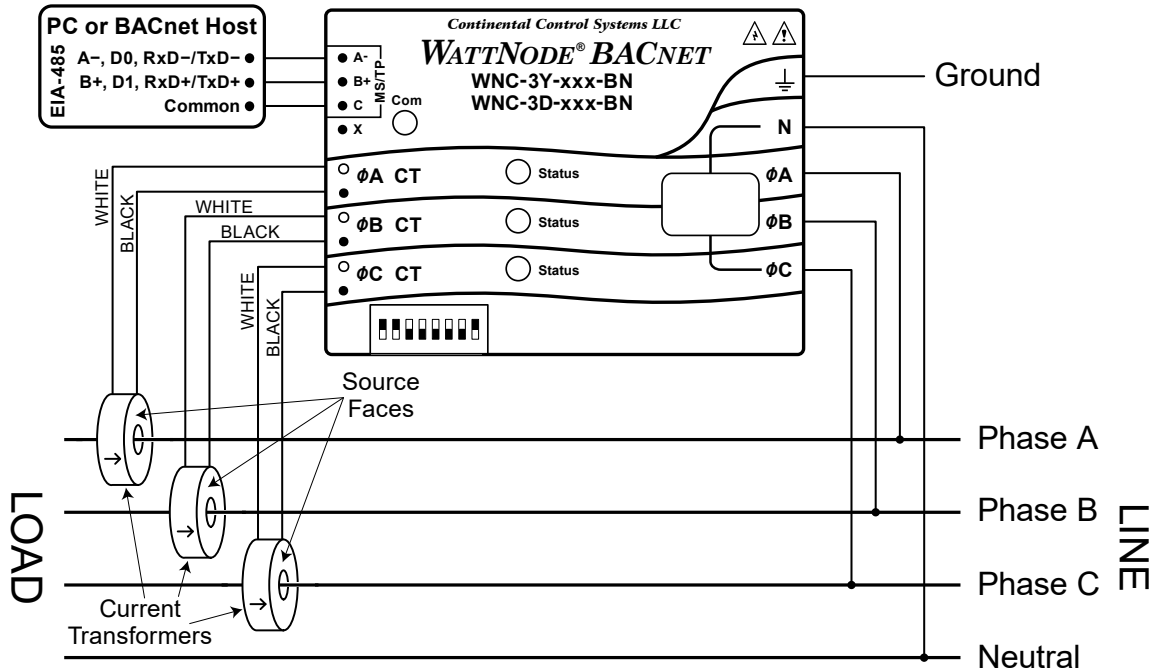 PC or BACnet Host
EIA-485
A−, D0, RxD−/TxD−
B+, D1, RxD+/TxD+
Common
Continental Control Systems LLC
WATTNODE® BACNET
WNC-3Y-xxx-BN
WNC-3D-xxx-BN
A-
B+
C
X
MS/TP
Com
Ground
N
ϕA CT
Status
ϕA
ϕB CT
Status
ϕB
ϕC CT
Status
ϕC
WHITE
BLACK
WHITE
BLACK
WHITE
BLACK
Source
Faces
Phase A
Phase B
Phase C
Neutral
LOAD
LINE
Current
Transformers